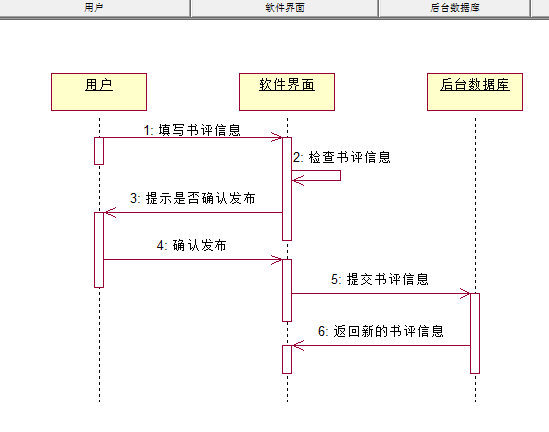 用户 软件界面 后台数据库
用户 软件界面 后台数据库
1: 填写书评信息
2: 检查书评信息
3: 提示是否确认发布
4: 确认发布
5: 提交书评信息
6: 返回新的书评信息